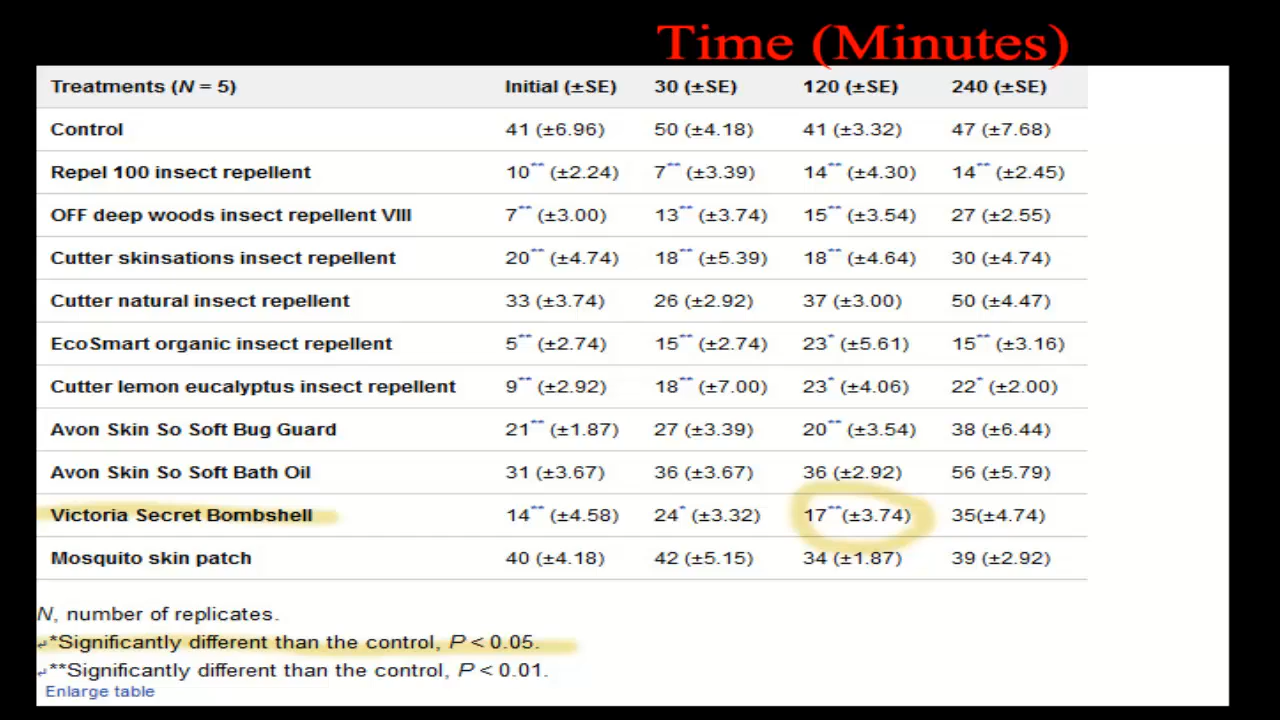 Time (Minutes)
Treatments (N = 5) Initial (±SE) 30 (±SE) 120 (±SE) 240 (±SE)
Control 41 (±6.96) 50 (±4.18) 41 (±3.32) 47 (±7.68)
Repel 100 insect repellent 10** (±2.24) 7** (±3.39) 14** (±4.30) 14** (±2.45)
OFF deep woods insect repellent VIII 7** (±3.00) 13** (±3.74) 15** (±3.54) 27 (±2.55)
Cutter skinsations insect repellent 20** (±4.74) 18** (±5.39) 18** (±4.64) 30 (±4.74)
Cutter natural insect repellent 33 (±3.74) 26 (±2.92) 37 (±3.00) 50 (±4.47)
EcoSmart organic insect repellent 5** (±2.74) 15** (±2.74) 23* (±5.61) 15** (±3.16)
Cutter lemon eucalyptus insect repellent 9** (±2.92) 18** (±7.00) 23* (±4.06) 22* (±2.00)
Avon Skin So Soft Bug Guard 21** (±1.87) 27 (±3.39) 20** (±3.54) 38 (±6.44)
Avon Skin So Soft Bath Oil 31 (±3.67) 36 (±3.67) 36 (±2.92) 56 (±5.79)
Victoria Secret Bombshell 14** (±4.58) 24* (±3.32) 17**(±3.74) 35(±4.74)
Mosquito skin patch 40 (±4.18) 42 (±5.15) 34 (±1.87) 39 (±2.92)
N, number of replicates.
↵*Significantly different than the control, P < 0.05.
↵**Significantly different than the control, P < 0.01.
Enlarge table